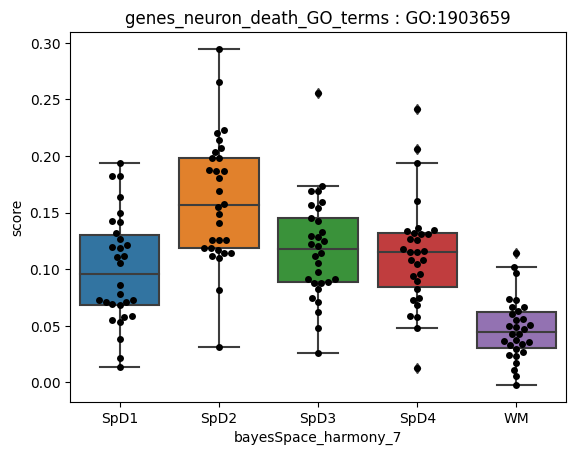 genes_neuron_death_GO_terms : GO:1903659
score
0.30
0.25
0.20
0.15
0.10
0.05
0.00
SpD1 SpD2 SpD3 SpD4 WM
bayesSpace_harmony_7